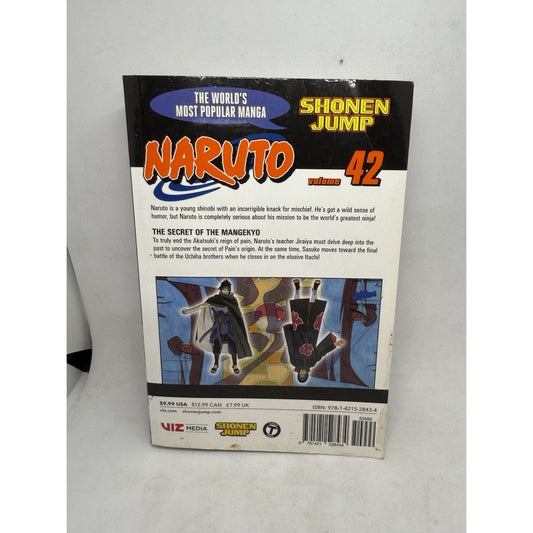 THE WORLD'S
MOST POPULAR MANGA
SHONEN
JUMP
NARUTO
volume 42
Naruto is a young shinobi with an incorrigible knack for mischief. He's got a wild sense of
humor, but Naruto is completely serious about his mission to be the world's greatest ninja!
THE SECRET OF THE MANGEKYO
To truly end the Akatsuki's reign of pain, Naruto's teacher Jiraiya must delve deep into the
past to uncover the secret of Pain's origin. At the same time, Sasuke moves toward the final
battle of the Uchiha brothers when he closes in on the elusive Itachi!
$9.99 USA $12.99 CAN £7.99 UK
viz.com shonenjump.com
ISBN: 978-1-4215-2843-4
VIZ MEDIA
SHONEN
JUMP
T